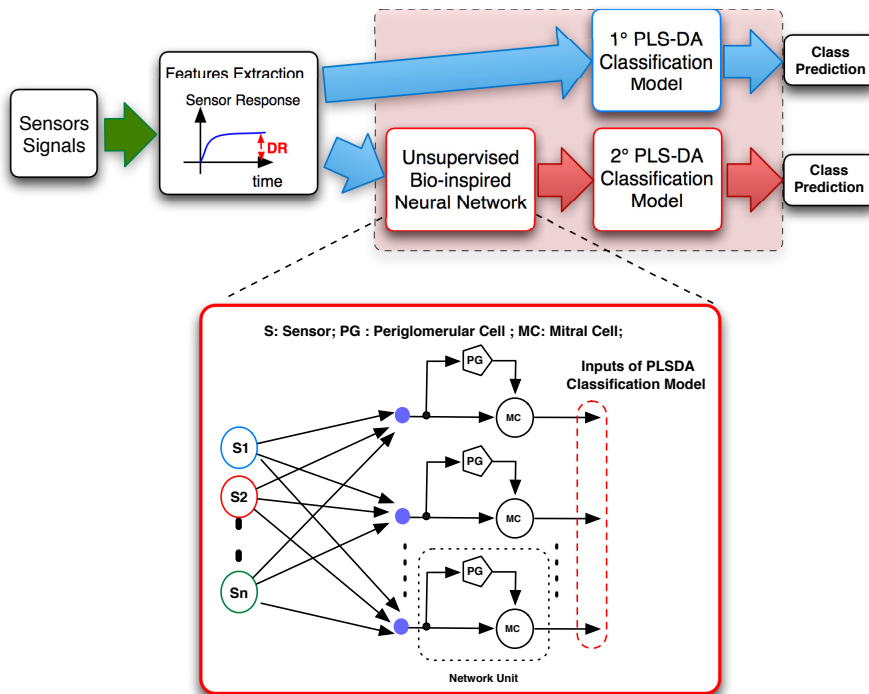 Sensors
Signals
Features Extraction
Sensor Response
DR
time
1° PLS-DA
Classification
Model
Class
Prediction
Unsupervised
Bio-inspired
Neural Network
2° PLS-DA
Classification
Model
Class
Prediction
S: Sensor; PG : Periglomerular Cell ; MC: Mitral Cell;
Inputs of PLSDA
Classification Model
PG
MC
S1
S2
Sn
PG
MC
PG
MC
Network Unit